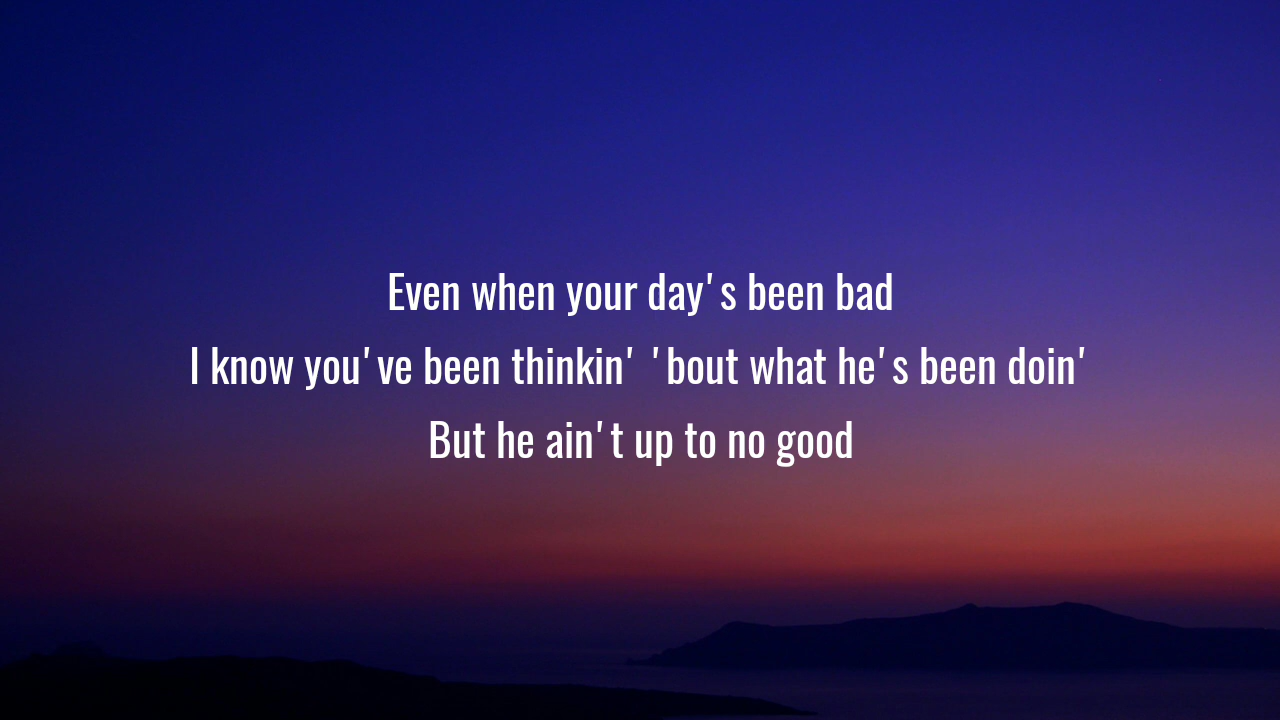 Even when your day's been bad
I know you've been thinkin' 'bout what he's been doin'
But he ain't up to no good